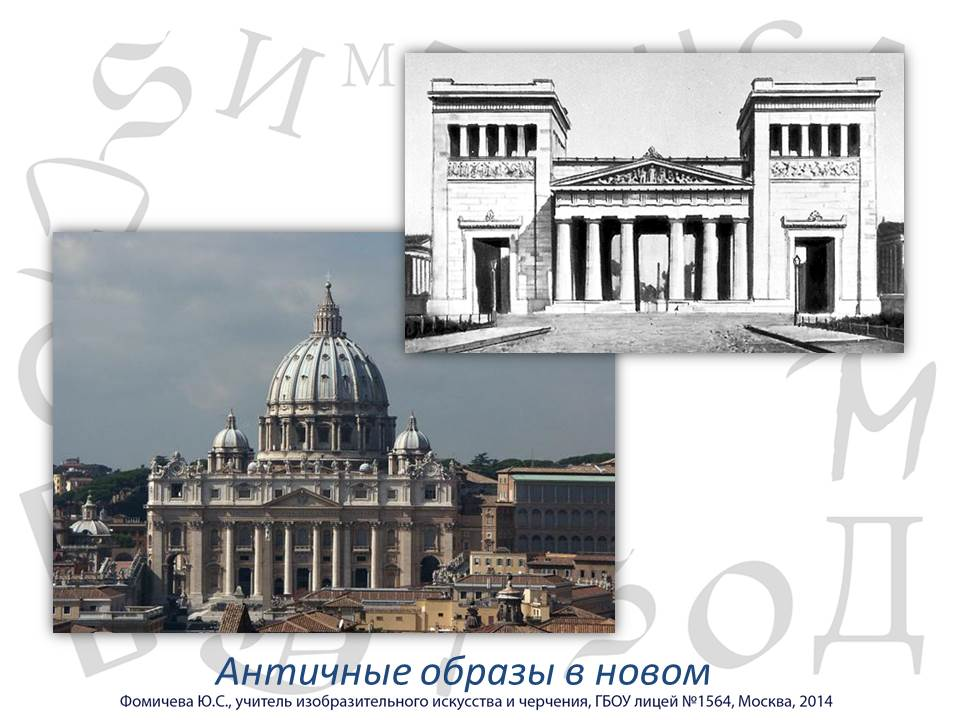 Античные образы в новом
Фомичева Ю.С., учитель изобразительного искусства и черчения, ГБОУ лицей №1564, Москва, 2014